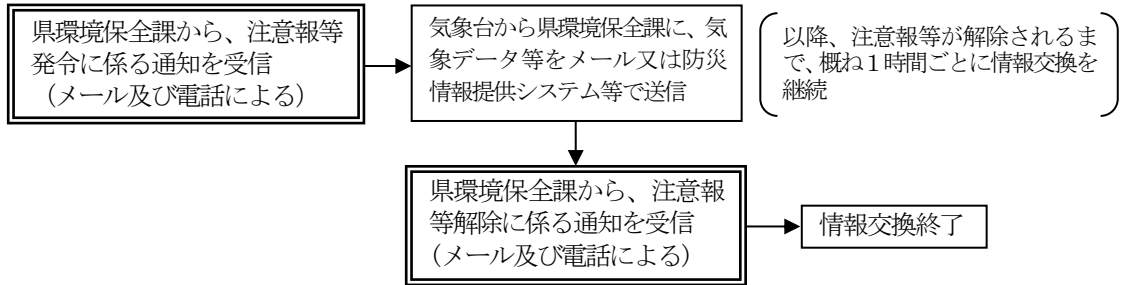 県環境保全課から、注意報等
発令に係る通知を受信
（メール及び電話による）
気象台から県環境保全課に、気
象データ等をメール又は防災
情報提供システム等で送信
以降、注意報等が解除されるま
で、概ね１時間ごとに情報交換を
継続
県環境保全課から、注意報
等解除に係る通知を受信
（メール及び電話による）
情報交換終了